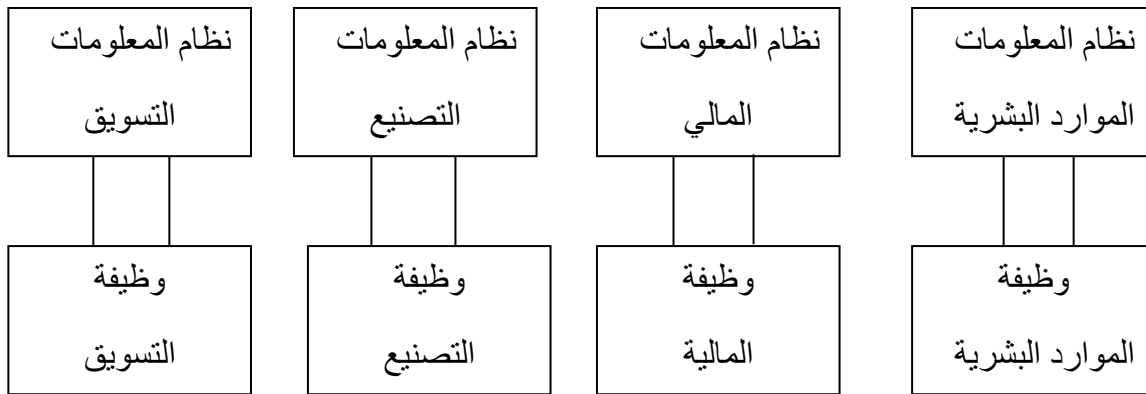 نظام المعلومات
الموارد البشرية
نظام المعلومات
المالي
نظام المعلومات
التصنيع
نظام المعلومات
التسويق
وظيفة
الموارد البشرية
وظيفة
المالية
وظيفة
التصنيع
وظيفة
التسويق